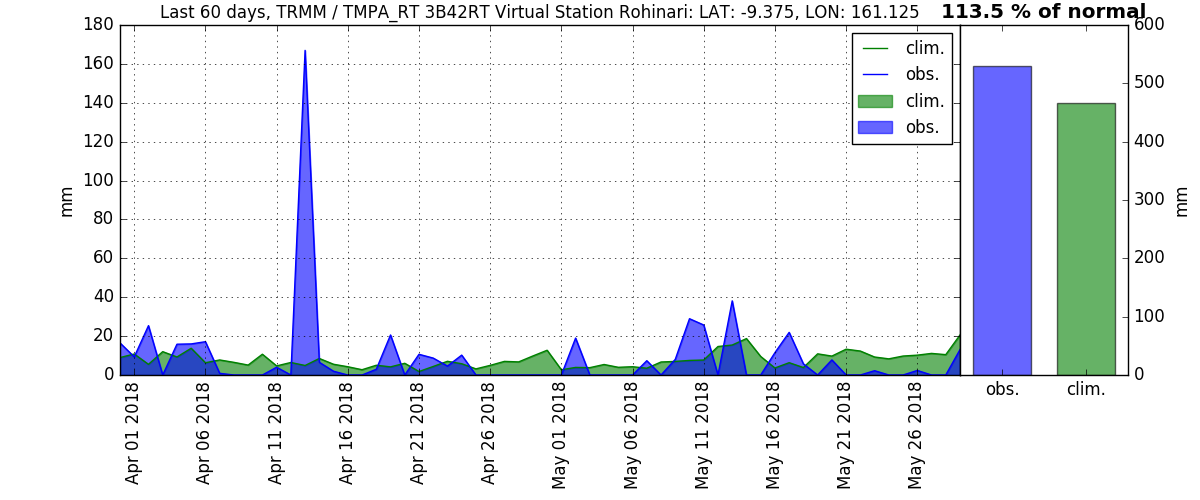 Last 60 days, TRMM / TMPA_RT 3B42RT Virtual Station Rohinari: LAT: -9.375, LON: 161.125
113.5 % of normal
180
160
140
120
100
80
60
40
20
0
mm
clim.
obs.
clim.
obs.
600
500
400
300
200
100
0
mm
Apr 01 2018
Apr 06 2018
Apr 11 2018
Apr 16 2018
Apr 21 2018
Apr 26 2018
May 01 2018
May 06 2018
May 11 2018
May 16 2018
May 21 2018
May 26 2018
obs.
clim.